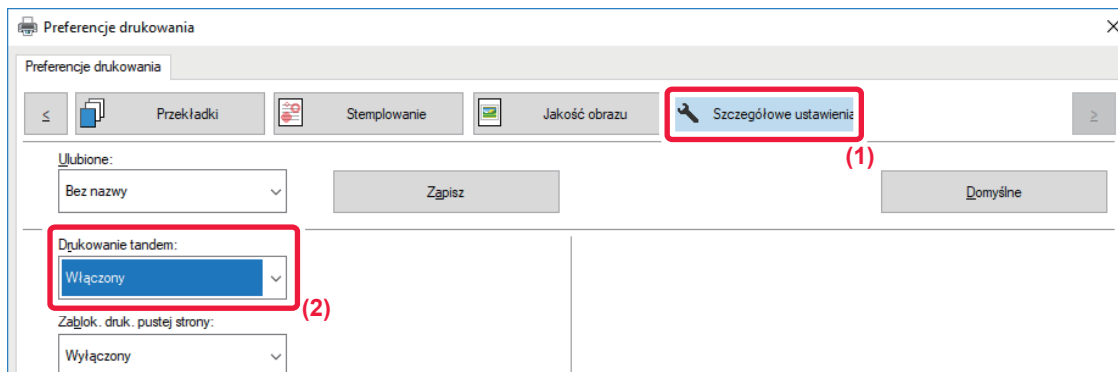 Preferencje drukowania
Preferencje drukowania
< Przekładki Stemplowanie Jakość obrazu Szczegółowe ustawienia >
(1)
Ulubione:
Bez nazwy Zapisz Domyślne
Drukowanie tandem:
Włączony
(2)
Zablok. druk. pustej strony:
Wyłączony